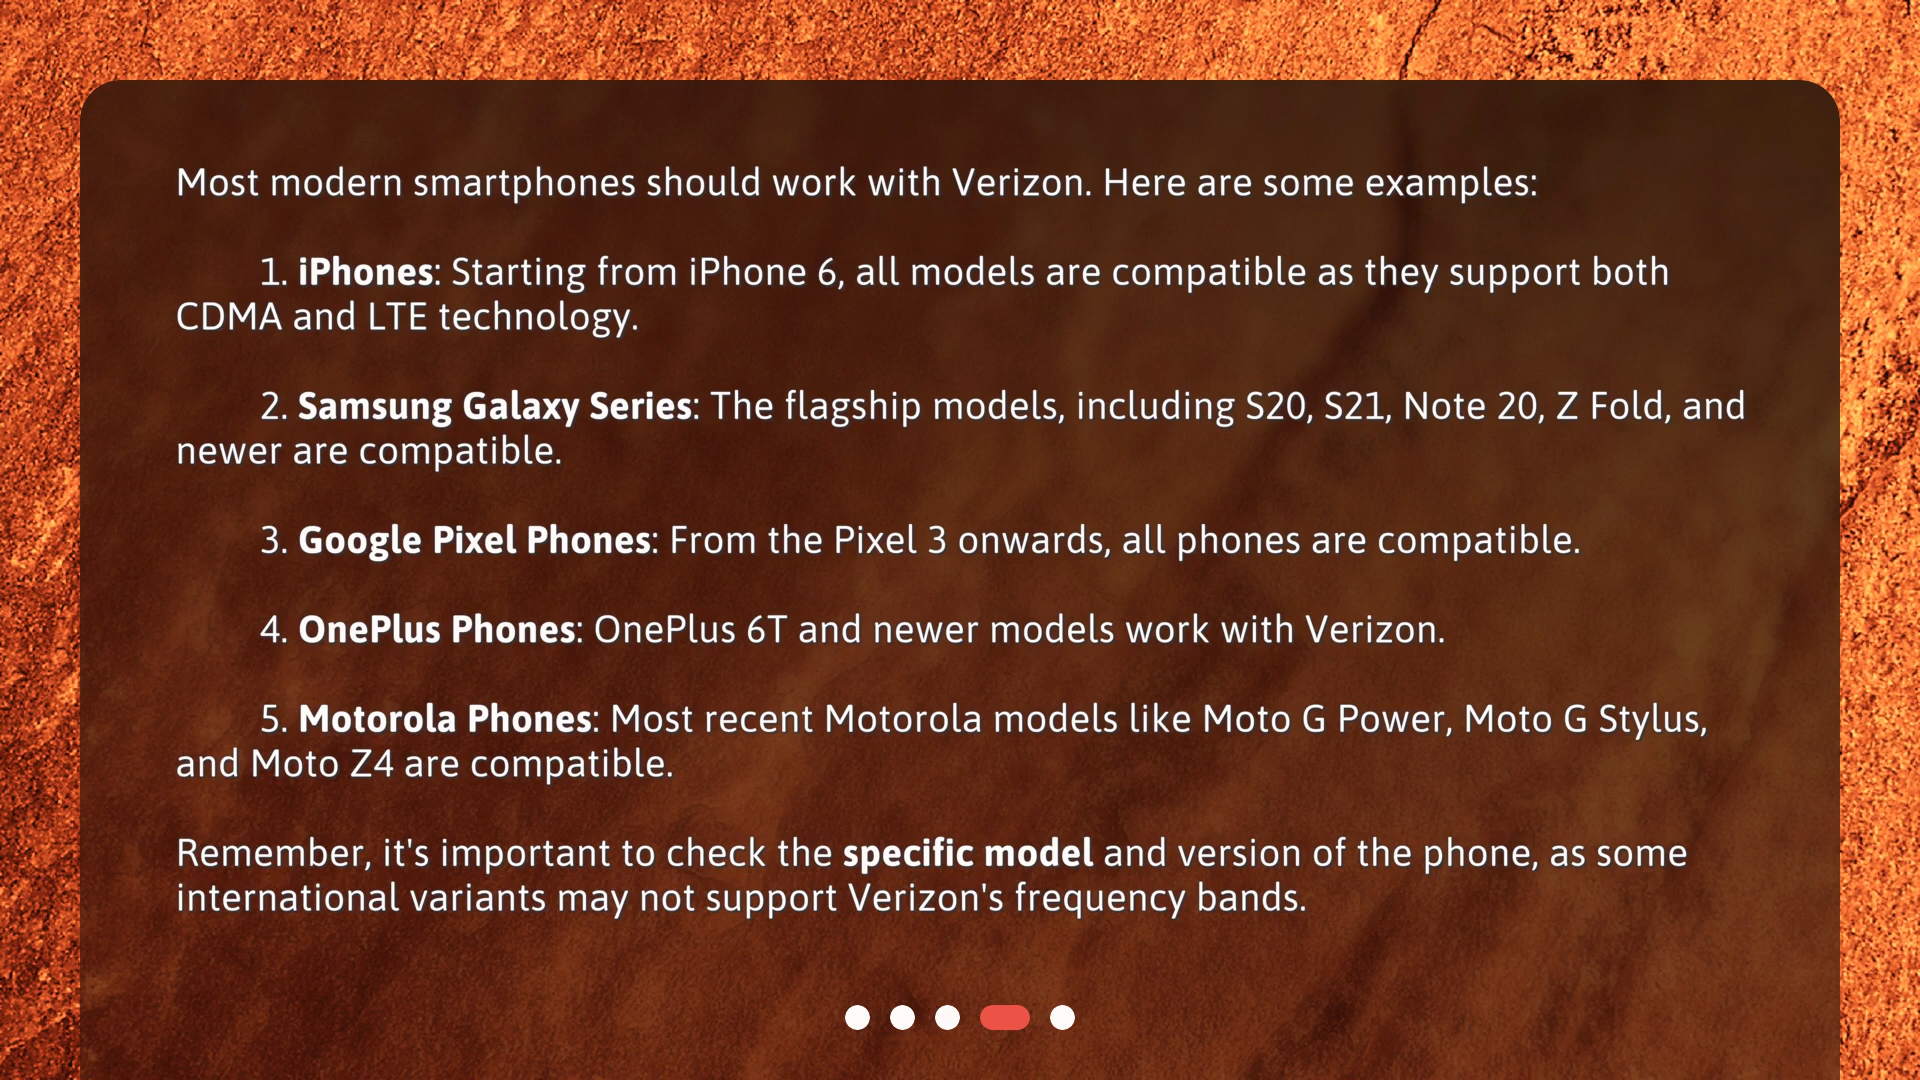 Most modern smartphones should work with Verizon. Here are some examples:
1. iPhones: Starting from iPhone 6, all models are compatible as they support both
CDMA and LTE technology.
2. Samsung Galaxy Series: The flagship models, including S20, S21, Note 20, Z Fold, and
newer are compatible.
3. Google Pixel Phones: From the Pixel 3 onwards, all phones are compatible.
4. OnePlus Phones: OnePlus 6T and newer models work with Verizon.
5. Motorola Phones: Most recent Motorola models like Moto G Power, Moto G Stylus,
and Moto Z4 are compatible.
Remember, it's important to check the specific model and version of the phone, as some
international variants may not support Verizon's frequency bands.